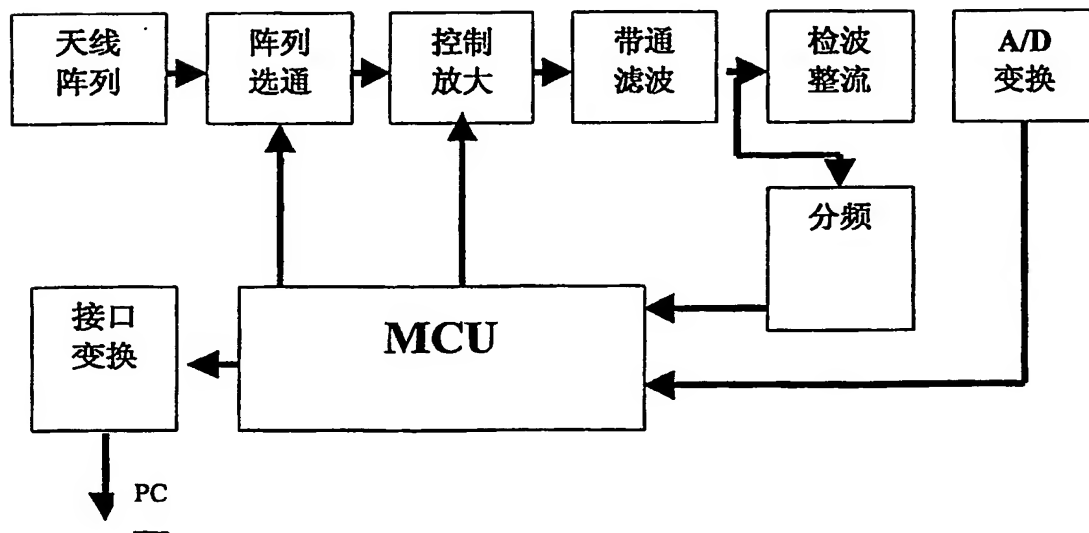 天线
阵列
阵列
选通
控制
放大
带通
滤波
检波
整流
A/D
变换
分频
接口
变换
MCU
PC